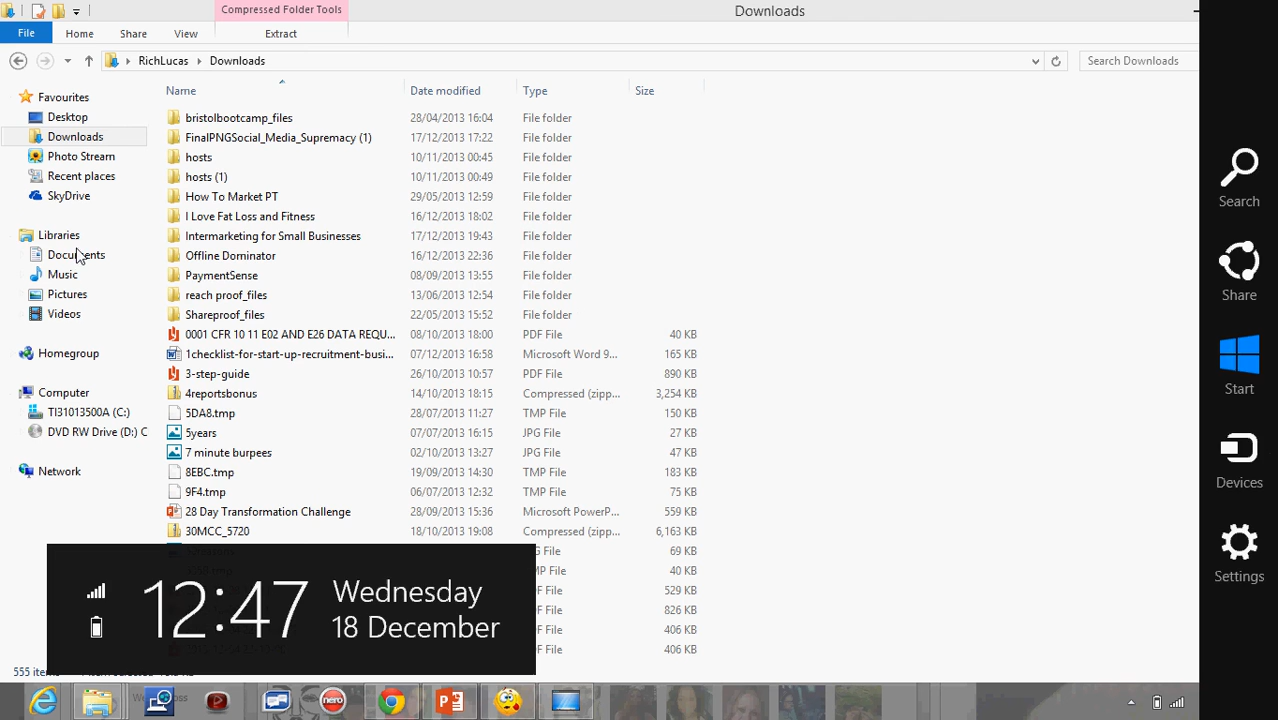 Compressed Folder Tools
Downloads
File Home Share View Extract
RichLucas Downloads
Search Downloads
Name Date modified Type Size
Favourites
Desktop
Downloads
Photo Stream
Recent places
SkyDrive
Libraries
Documents
Music
Pictures
Videos
Homegroup
Computer
TI31013500A (C:)
DVD RW Drive (D:) C
Network
bristolbootcamp_files 28/04/2013 16:04 File folder
FinalPNGSocial_Media_Supremacy (1) 17/12/2013 17:22 File folder
hosts 10/11/2013 00:45 File folder
hosts (1) 10/11/2013 00:49 File folder
How To Market PT 29/05/2013 12:59 File folder
I Love Fat Loss and Fitness 16/12/2013 18:02 File folder
Intermarketing for Small Businesses 17/12/2013 19:43 File folder
Offline Dominator 16/12/2013 22:36 File folder
PaymentSense 08/09/2013 13:55 File folder
reach proof_files 13/06/2013 12:54 File folder
Shareproof_files 22/05/2013 15:52 File folder
0001 CFR 10 11 E02 AND E26 DATA REQU... 08/10/2013 18:00 PDF File 40 KB
1checklist-for-start-up-recruitment-busi... 07/12/2013 16:58 Microsoft Word 9... 165 KB
3-step-guide 26/10/2013 10:57 PDF File 890 KB
4reportsbonus 14/10/2013 18:15 Compressed (zipp... 3,254 KB
5DA8.tmp 28/07/2013 11:27 TMP File 150 KB
5years 07/07/2013 16:15 JPG File 27 KB
7 minute burpees 02/10/2013 13:27 JPG File 47 KB
8EBC.tmp 19/09/2013 14:30 TMP File 183 KB
9F4.tmp 06/07/2013 12:32 TMP File 75 KB
28 Day Transformation Challenge 28/09/2013 15:36 Microsoft PowerP... 559 KB
30MCC_5720 18/10/2013 19:08 Compressed (zipp... 6,163 KB
G File 69 KB
IP File 40 KB
DF File 529 KB
DF File 826 KB
DF File 406 KB
DF File 406 KB
555 items
12:47
Wednesday
18 December
Search
Share
Start
Devices
Settings
nero